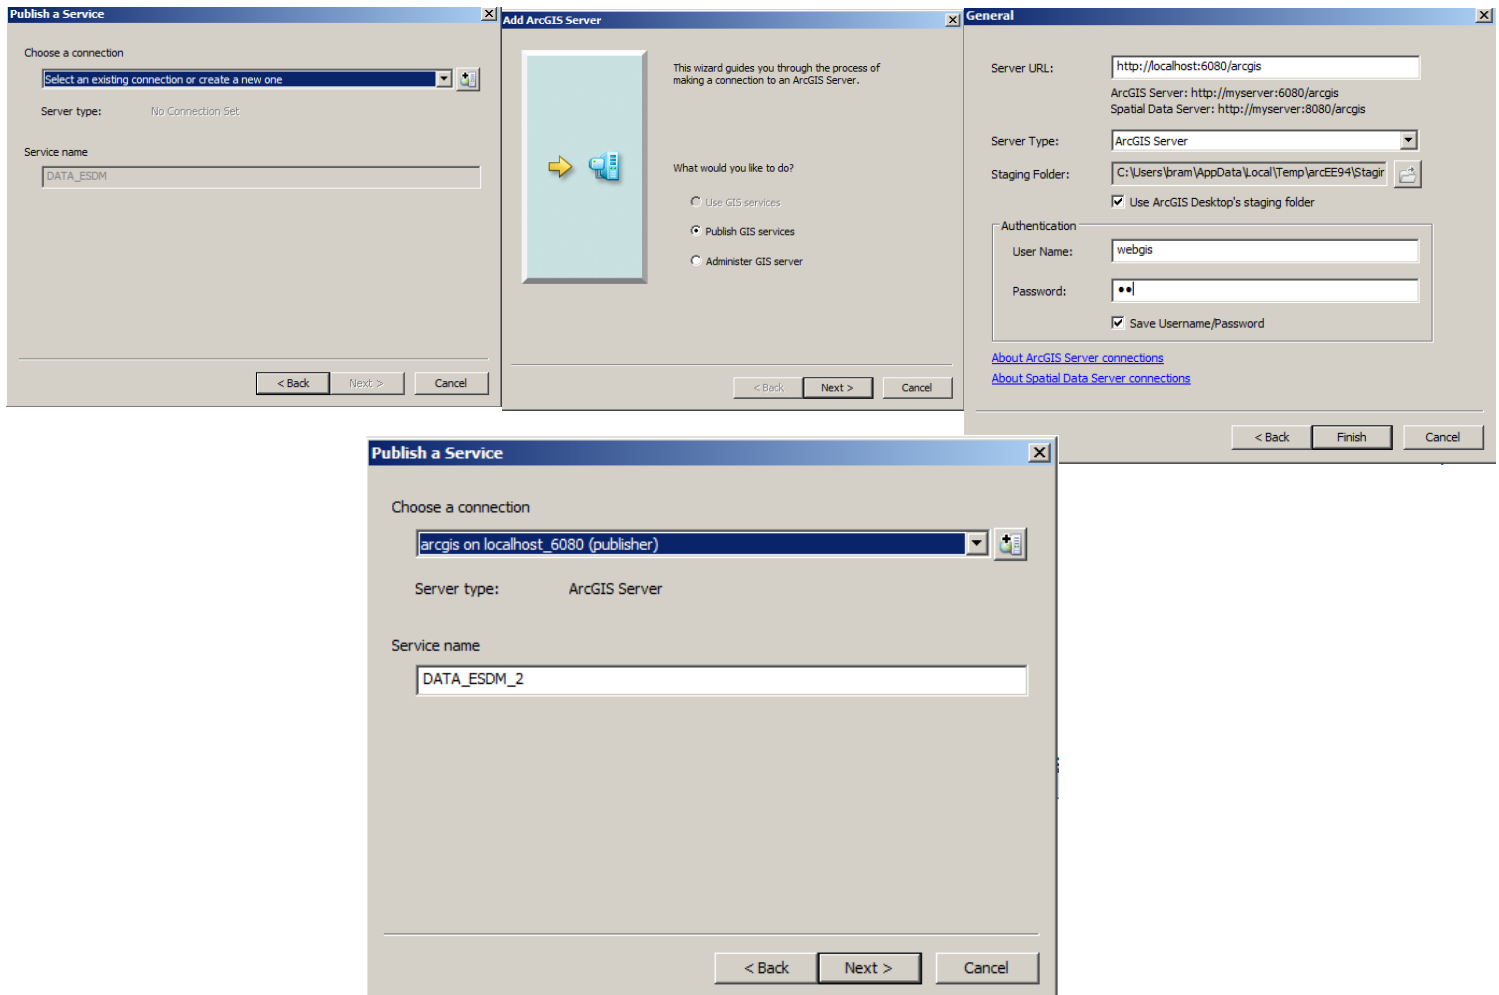 Publish a Service
Choose a connection
Select an existing connection or create a new one
Server type: No Connection Set
Service name
DATA_ESDM
< Back Next > Cancel
Add ArcGIS Server
This wizard guides you through the process of
making a connection to an ArcGIS Server.
What would you like to do?
Use GIS services
Publish GIS services
Administer GIS server
< Back Next > Cancel
General
Server URL: http://localhost:6080/arcgis
ArcGIS Server: http://myserver:6080/arcgis
Spatial Data Server: http://myserver:8080/arcgis
Server Type: ArcGIS Server
Staging Folder: C:\Users\bram\AppData\Local\Temp\arcEE94\Stagir
Use ArcGIS Desktop's staging folder
Authentication
User Name: webgis
Password: ••
Save Username/Password
About ArcGIS Server connections
About Spatial Data Server connections
< Back Finish Cancel
Publish a Service
Choose a connection
arcgis on localhost_6080 (publisher)
Server type: ArcGIS Server
Service name
DATA_ESDM_2
< Back Next > Cancel